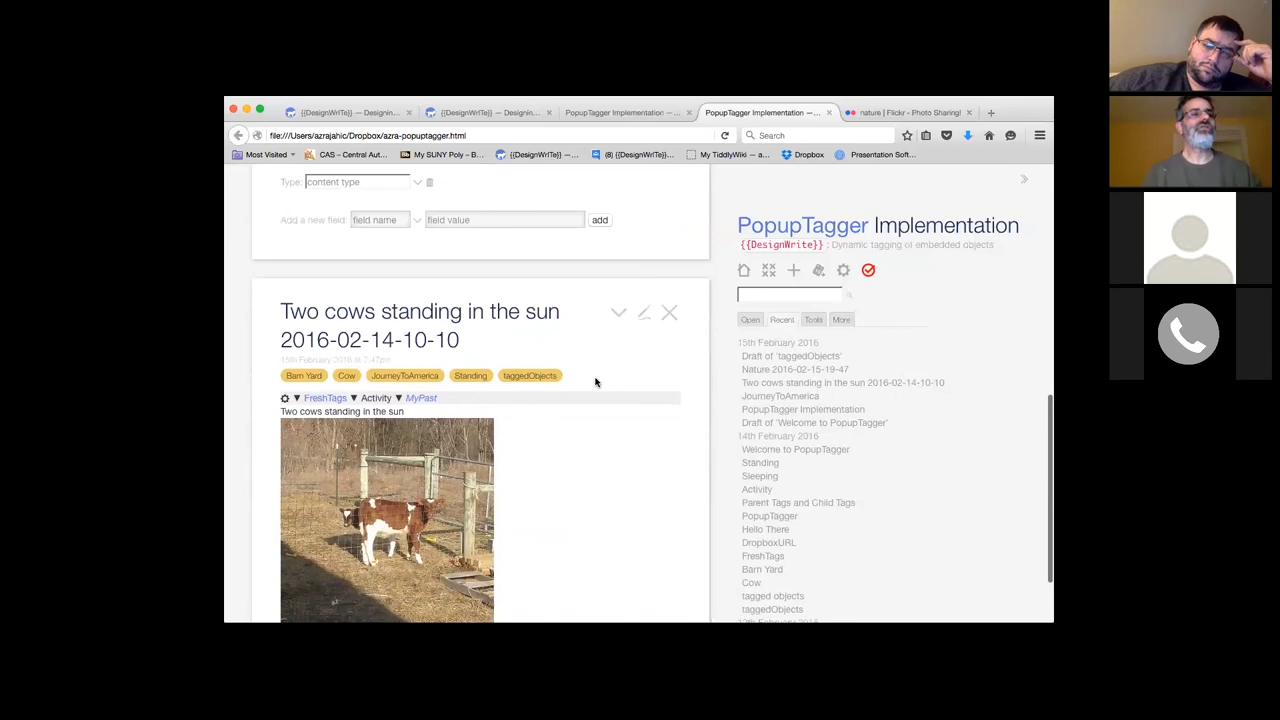 {{DesignWriTe}} — Designin...
{{DesignWriTe}} — Designin...
PopupTagger Implementation — ...
PopupTagger Implementation — ...
nature | Flickr - Photo Sharing!
file:///Users/azrajahic/Dropbox/azra-popuptagger.html
Search
Most Visited
CAS – Central Aut...
My SUNY Poly – B...
{{DesignWriTe}} —...
(8) {{DesignWriTe}}...
My TiddlyWiki — a...
Dropbox
Presentation Soft...
Type: content type
Add a new field: field name field value add
Two cows standing in the sun
2016-02-14-10-10
15th February 2016 at 7:47pm
Barn Yard Cow JourneyToAmerica Standing taggedObjects
FreshTags Activity MyPast
Two cows standing in the sun
PopupTagger Implementation
{{DesignWrite}} : Dynamic tagging of embedded objects
Open Recent Tools More
15th February 2016
Draft of 'taggedObjects'
Nature 2016-02-15-19-47
Two cows standing in the sun 2016-02-14-10-10
JourneyToAmerica
PopupTagger Implementation
Draft of 'Welcome to PopupTagger'
14th February 2016
Welcome to PopupTagger
Standing
Sleeping
Activity
Parent Tags and Child Tags
PopupTagger
Hello There
DropboxURL
FreshTags
Barn Yard
Cow
tagged objects
taggedObjects